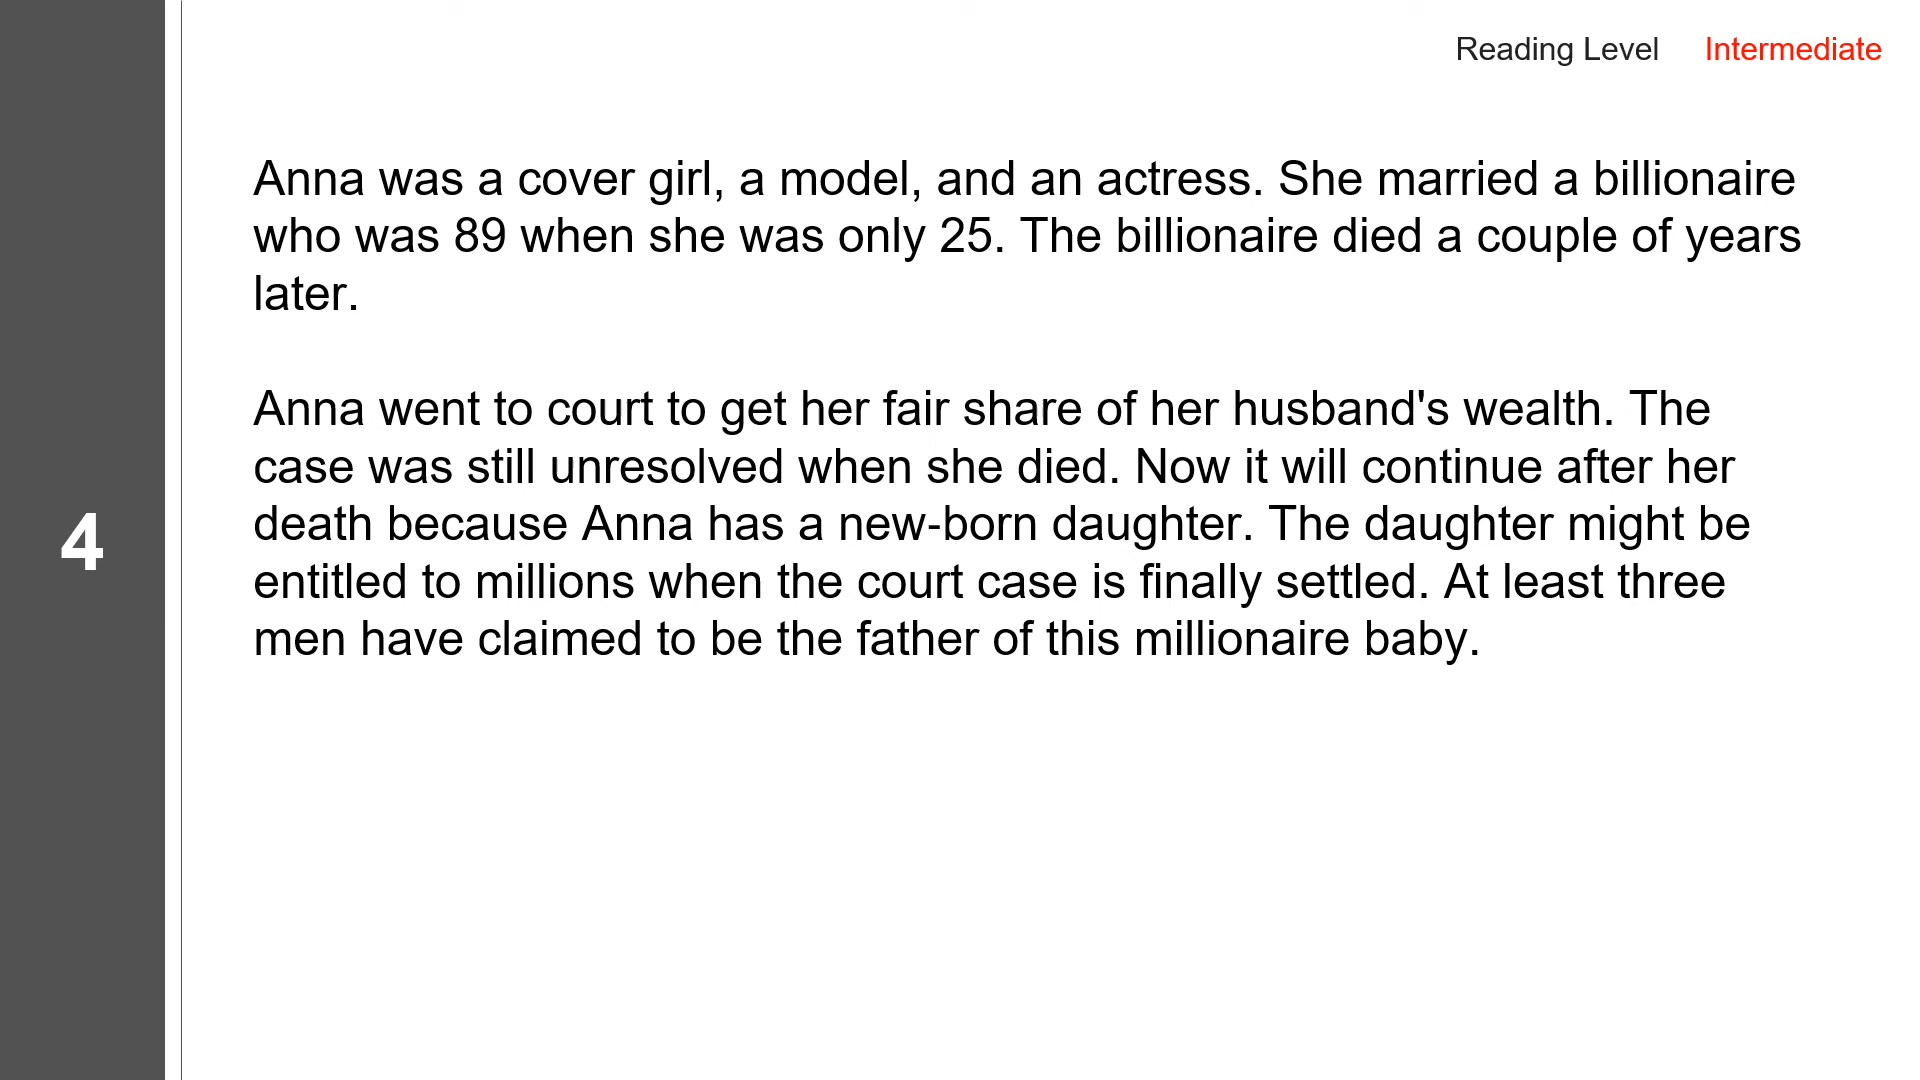 Reading Level Intermediate
Anna was a cover girl, a model, and an actress. She married a billionaire
who was 89 when she was only 25. The billionaire died a couple of years
later.
Anna went to court to get her fair share of her husband's wealth. The
case was still unresolved when she died. Now it will continue after her
death because Anna has a new-born daughter. The daughter might be
entitled to millions when the court case is finally settled. At least three
men have claimed to be the father of this millionaire baby.
4